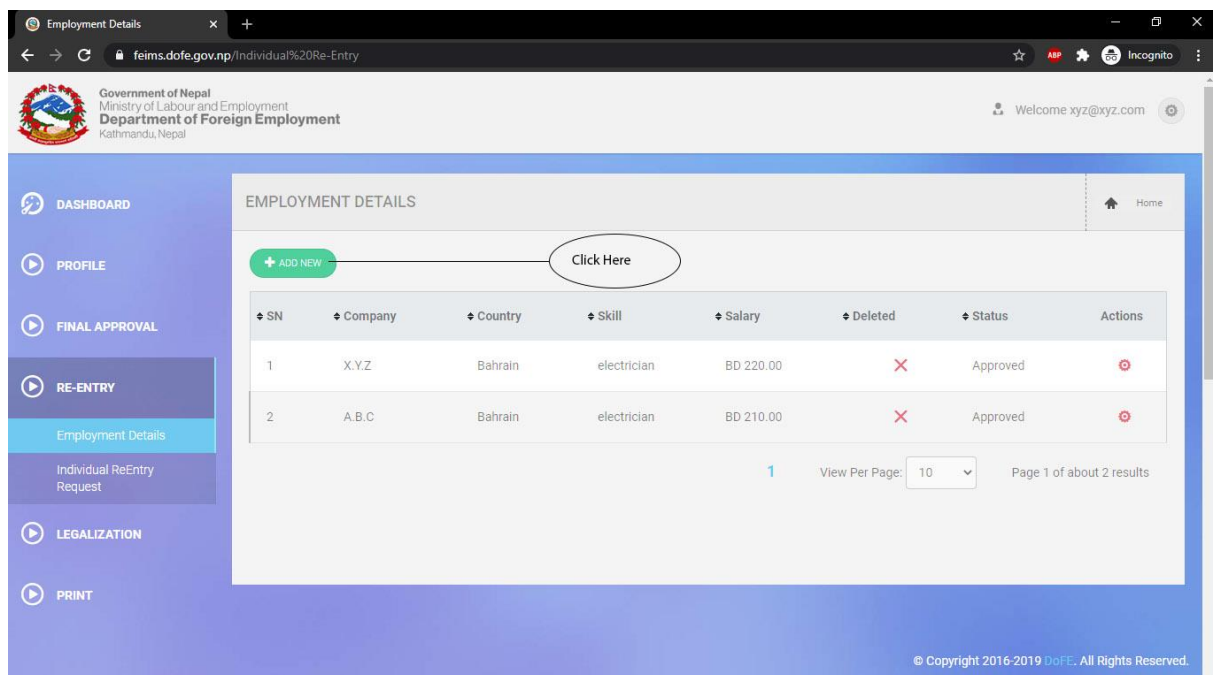 Employment Details
feims.dofe.gov.np/Individual%20Re-Entry
ABP
Incognito
Government of Nepal
Ministry of Labour and Employment
Department of Foreign Employment
Kathmandu, Nepal
Welcome xyz@xyz.com
DASHBOARD
PROFILE
FINAL APPROVAL
RE-ENTRY
Employment Details
Individual ReEntry
Request
LEGALIZATION
PRINT
EMPLOYMENT DETAILS
Home
+ ADD NEW
Click Here
SN Company Country Skill Salary Deleted Status Actions
1 X.Y.Z Bahrain electrician BD 220.00 Approved
2 A.B.C Bahrain electrician BD 210.00 Approved
1 View Per Page: 10 Page 1 of about 2 results
© Copyright 2016-2019 DoFE. All Rights Reserved.